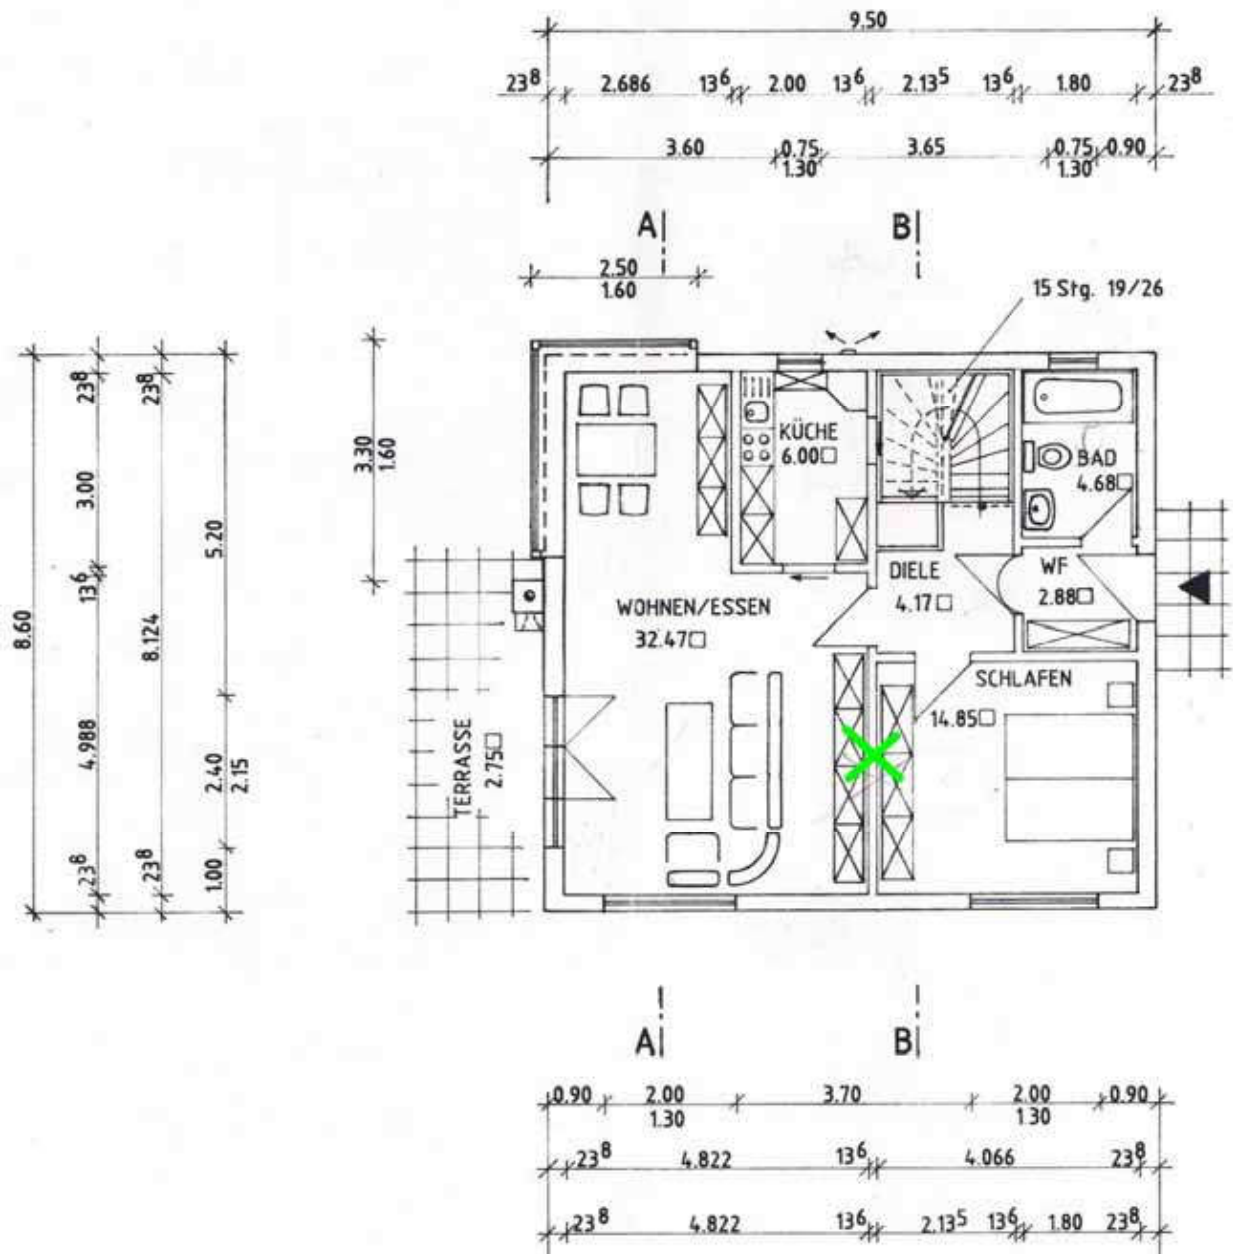 9.50
23⁸ 2.686 13⁶ 2.00 13⁶ 2.13⁵ 13⁶ 1.80 23⁸
3.60 0.75 3.65 0.75 0.90
1.30 1.30
A B
2.50
1.60
15 Stg. 19/26
8.60
23⁸ 3.00 13⁶ 4.988 23⁸
23⁸ 8.124 23⁸
5.20 2.40 1.00
2.15
3.30
1.60
KÜCHE
6.00□
BAD
4.68□
DIELE
4.17□
WF
2.88□
WOHNEN/ESSEN
32.47□
SCHLAFEN
14.85□
TERRASSE
2.75□
A B
0.90 2.00 3.70 2.00 0.90
1.30 1.30
23⁸ 4.822 13⁶ 4.066 23⁸
23⁸ 4.822 13⁶ 2.13⁵ 13⁶ 1.80 23⁸